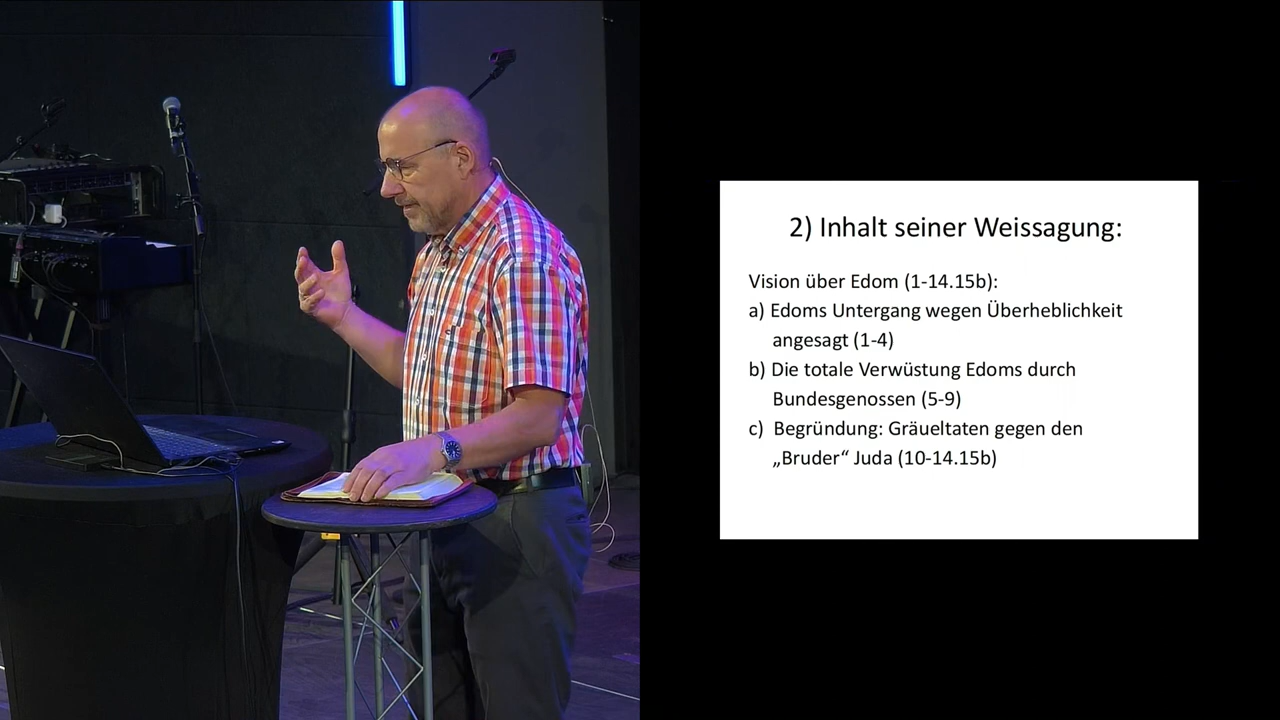 2) Inhalt seiner Weissagung:
Vision über Edom (1-14.15b):
a) Edoms Untergang wegen Überheblichkeit
angesagt (1-4)
b) Die totale Verwüstung Edoms durch
Bundesgenossen (5-9)
c) Begründung: Gräueltaten gegen den
„Bruder“ Juda (10-14.15b)